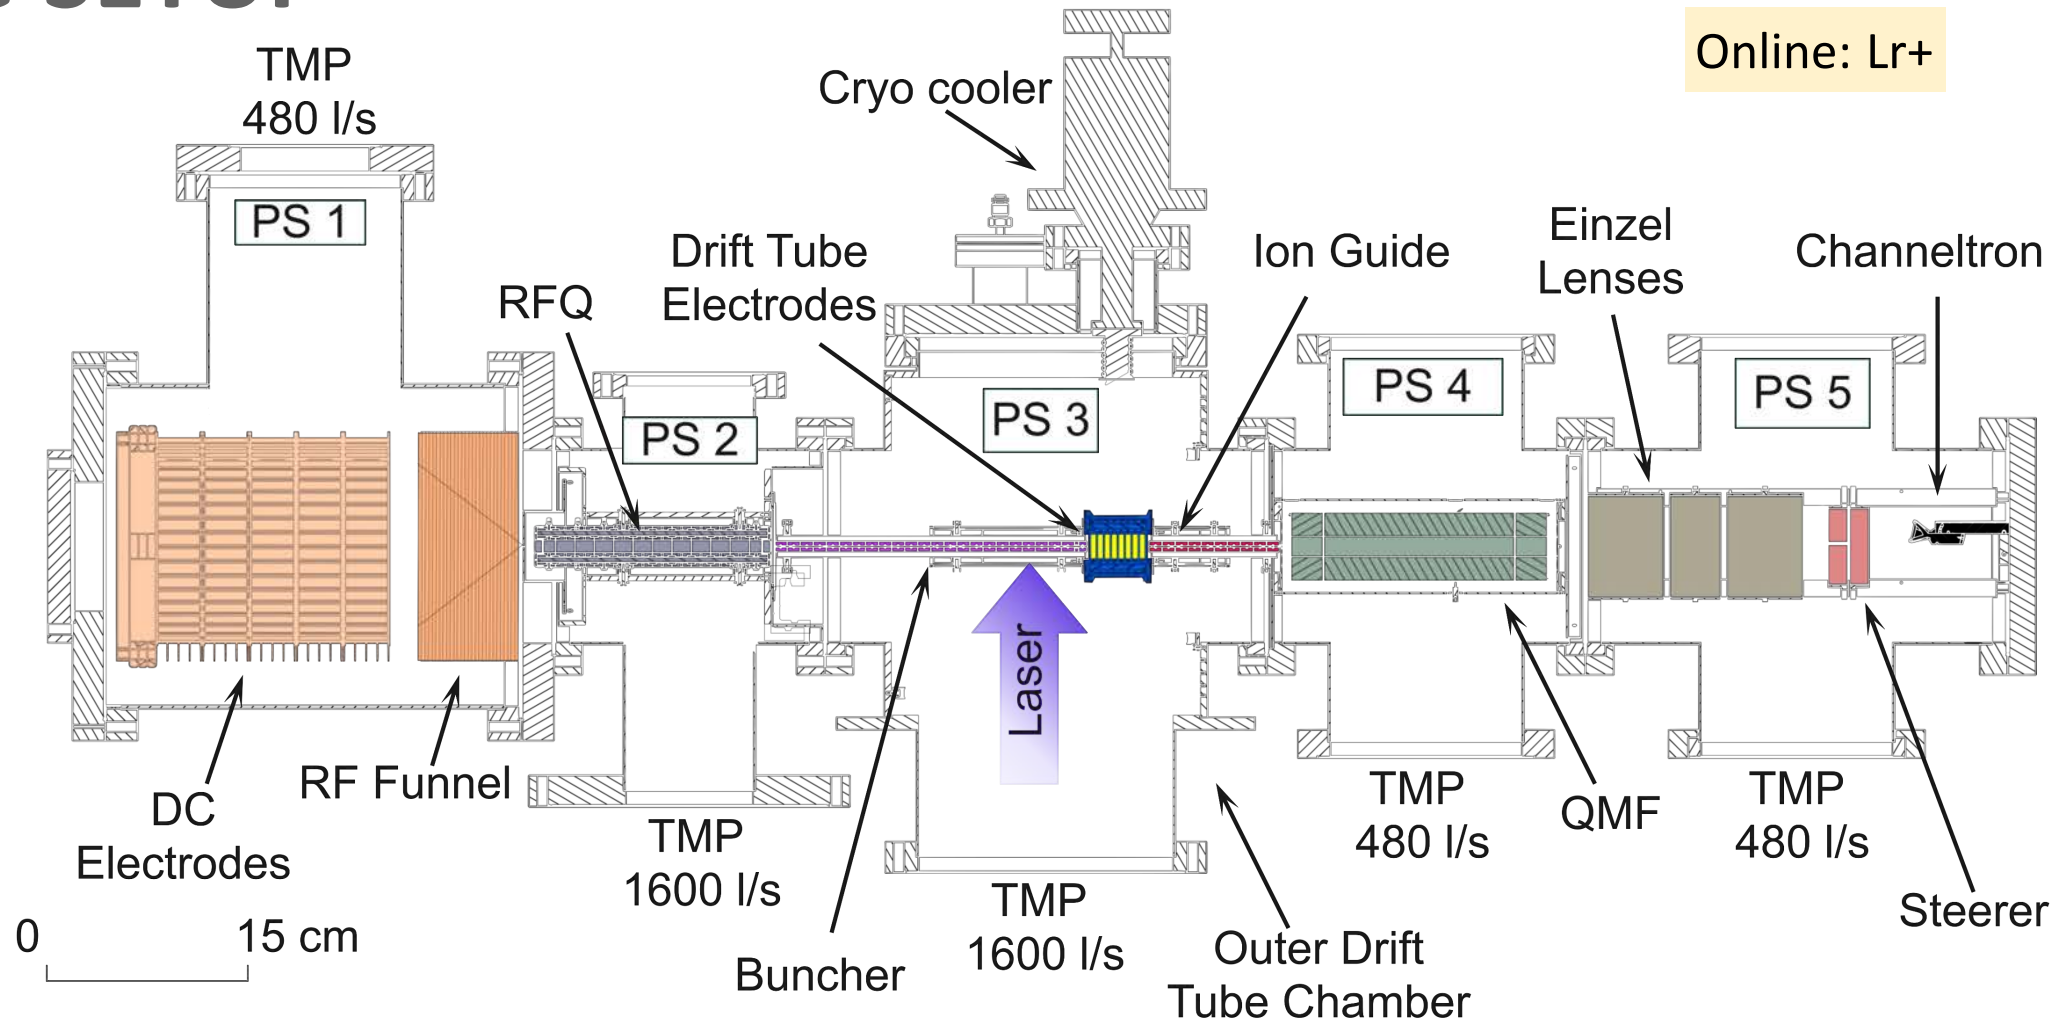 SETUP
Online: Lr+
TMP
480 l/s
PS 1
Cryo cooler
RFQ
Drift Tube
Electrodes
Ion Guide
Einzel
Lenses
Channeltron
PS 2
PS 3
PS 4
PS 5
Laser
DC
Electrodes
RF Funnel
TMP
1600 l/s
Buncher
TMP
1600 l/s
Outer Drift
Tube Chamber
TMP
480 l/s
QMF
TMP
480 l/s
Steerer
0 15 cm